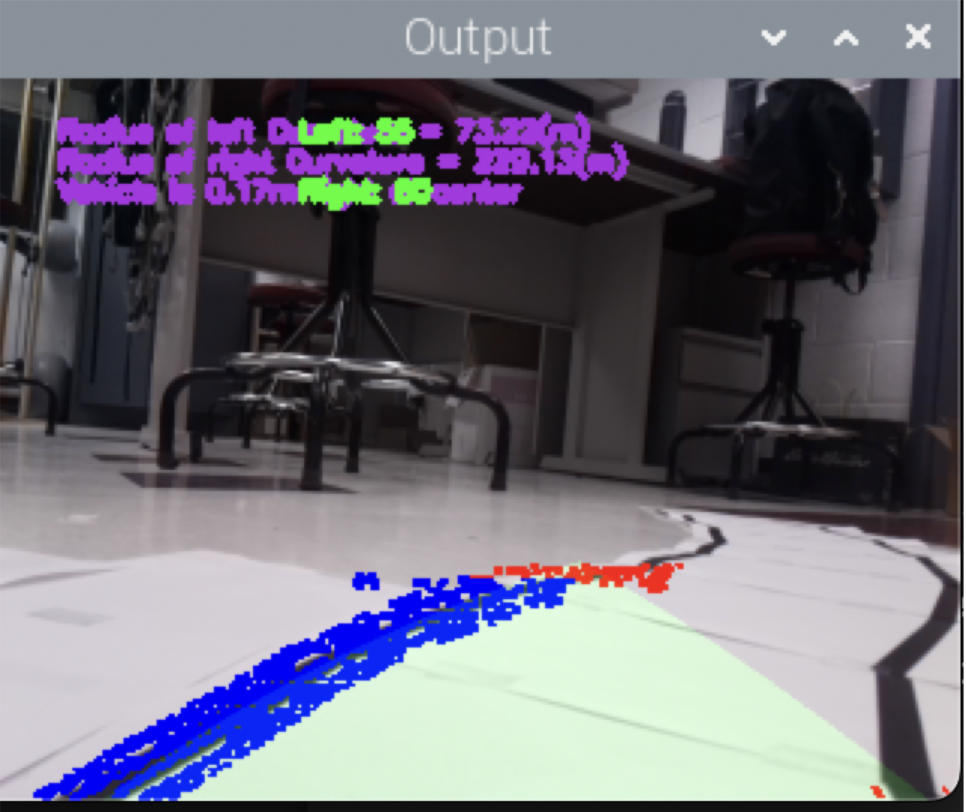 Output
Radius of left Left: 55 = 73.22(m)
Radius of right Curvature = 229.13(m)
Vehicle is 0.17m Right: 60 center